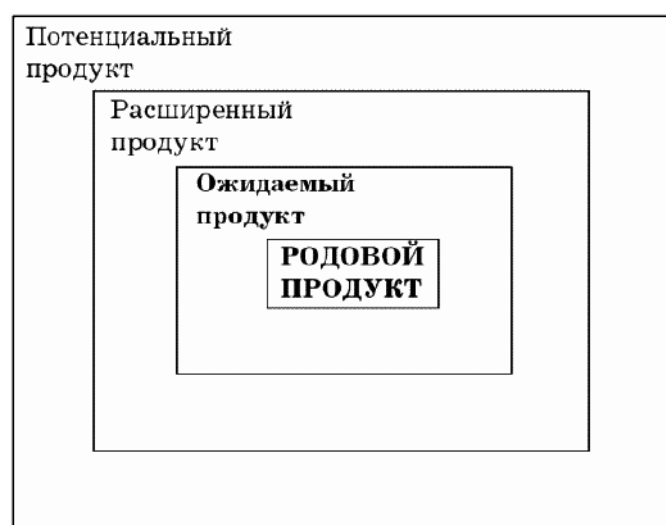 Потенциальный
продукт
Расширенный
продукт
Ожидаемый
продукт
РОДОВОЙ
ПРОДУКТ